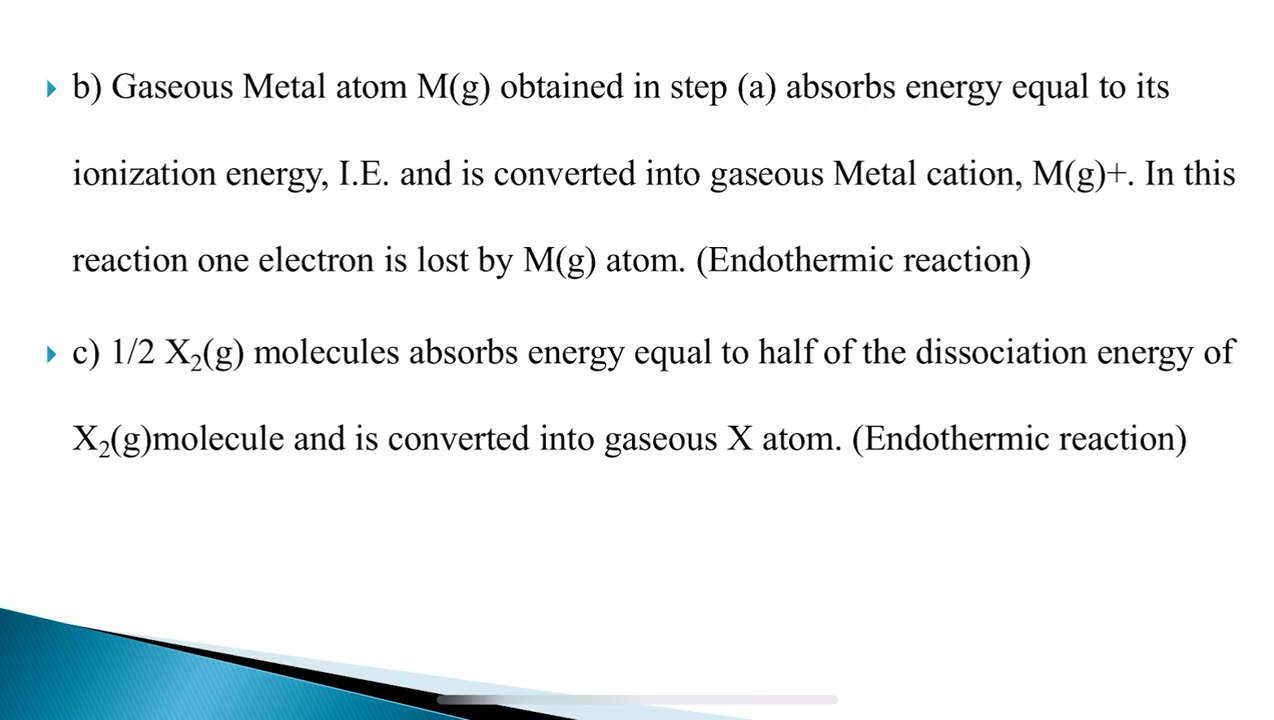 b) Gaseous Metal atom M(g) obtained in step (a) absorbs energy equal to its
ionization energy, I.E. and is converted into gaseous Metal cation, M(g)+. In this
reaction one electron is lost by M(g) atom. (Endothermic reaction)
c) 1/2 X₂(g) molecules absorbs energy equal to half of the dissociation energy of
X₂(g)molecule and is converted into gaseous X atom. (Endothermic reaction)